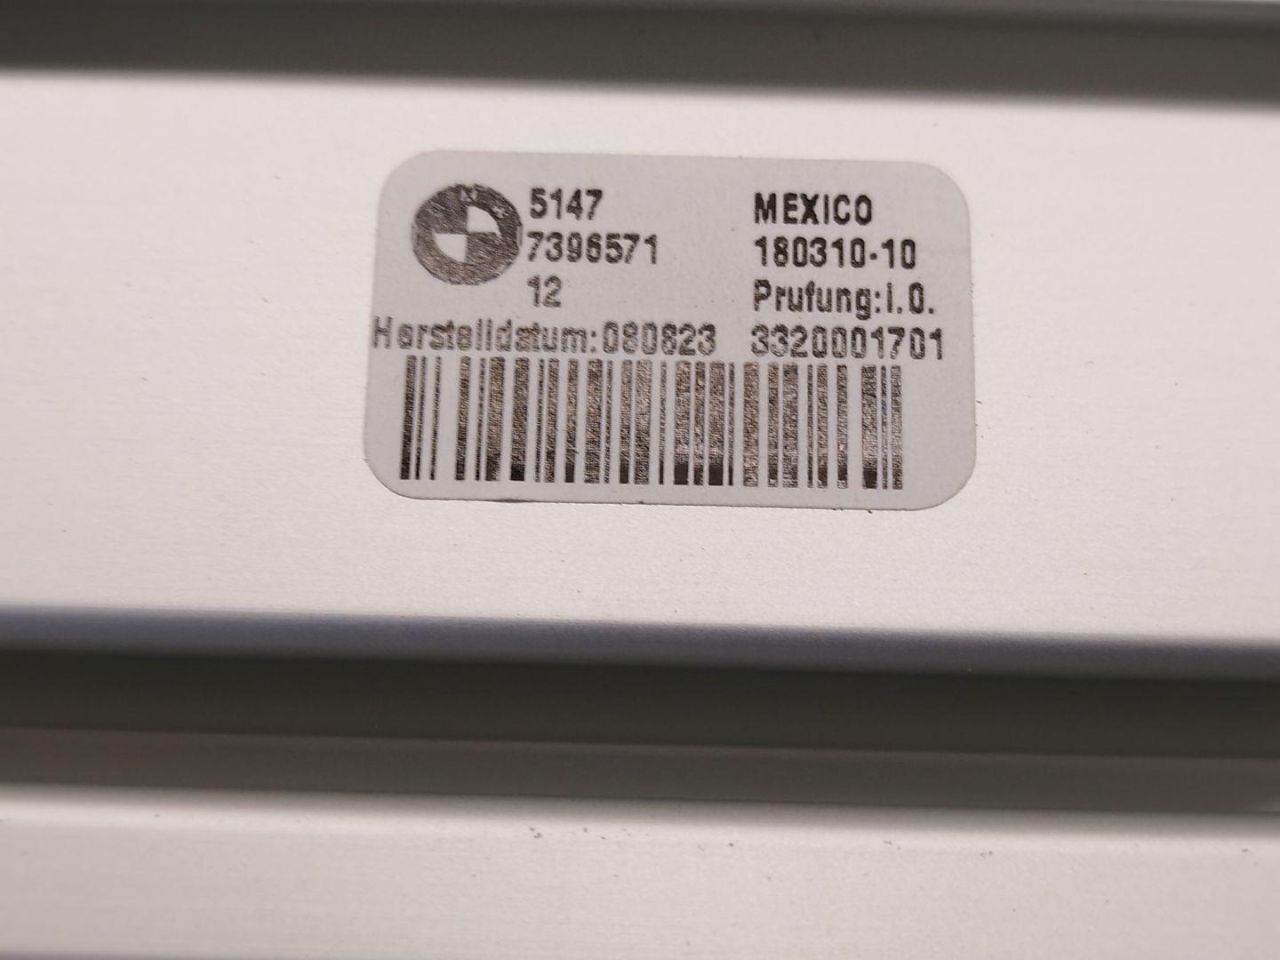 5147 MEXICO
7396571 180310-10
12 Prufung:i.O.
Herstelldatum:080823 3320001701